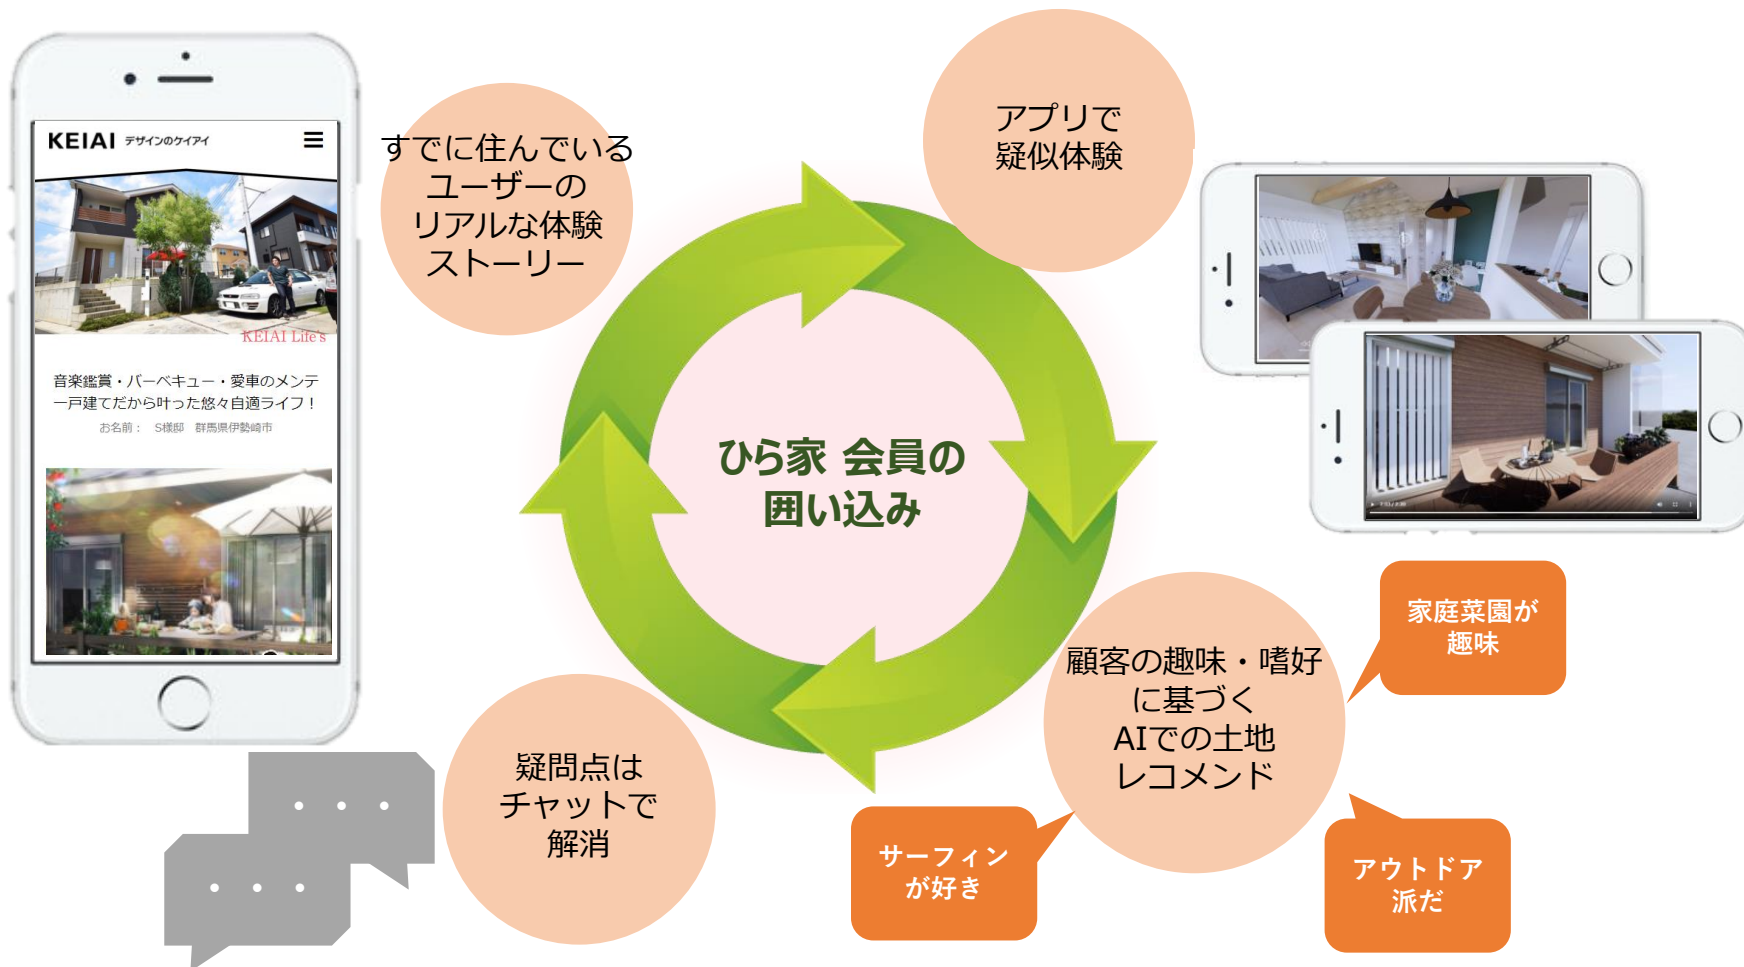 KEIAI デザインのケイアイ
KEIAI Life's
音楽鑑賞・バーベキュー・愛車のメンテ
一戸建てだから叶った悠々自適ライフ!
お名前： S様邸 群馬県伊勢崎市
すでに住んでいる
ユーザーの
リアルな体験
ストーリー
アプリで
疑似体験
ひら家 会員の
囲い込み
顧客の趣味・嗜好
に基づく
AIでの土地
レコメンド
家庭菜園が
趣味
サーフィン
が好き
アウトドア
派だ
疑問点は
チャットで
解消